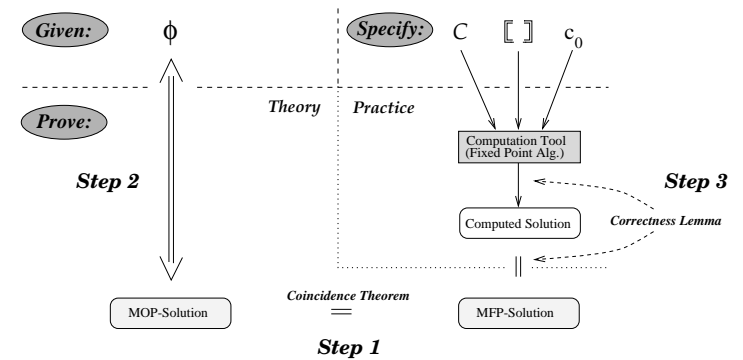 Given:
ϕ
Specify:
C
⟦ ⟧
c0
Theory
Practice
Prove:
Computation Tool
(Fixed Point Alg.)
Step 2
Step 3
Computed Solution
Correctness Lemma
=
Coincidence Theorem
MOP-Solution
=
MFP-Solution
Step 1